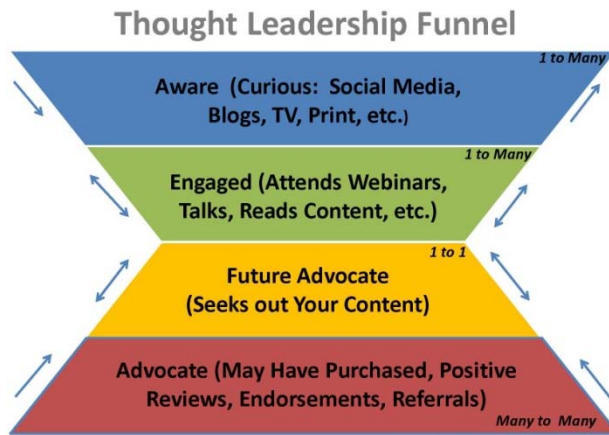 Thought Leadership Funnel
1 to Many
Aware (Curious: Social Media,
Blogs, TV, Print, etc.)
1 to Many
Engaged (Attends Webinars,
Talks, Reads Content, etc.)
1 to 1
Future Advocate
(Seeks out Your Content)
Advocate (May Have Purchased, Positive
Reviews, Endorsements, Referrals)
Many to Many